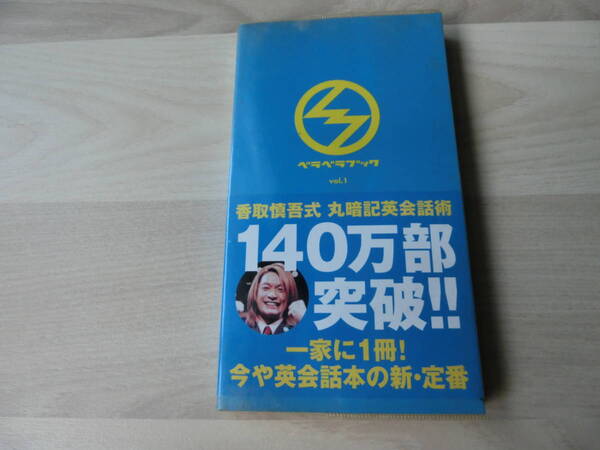 ベラベラブック
vol.1
香取慎吾式 丸暗記英会話術
140万部
突破!!
一家に1冊!
今や英会話本の新・定番